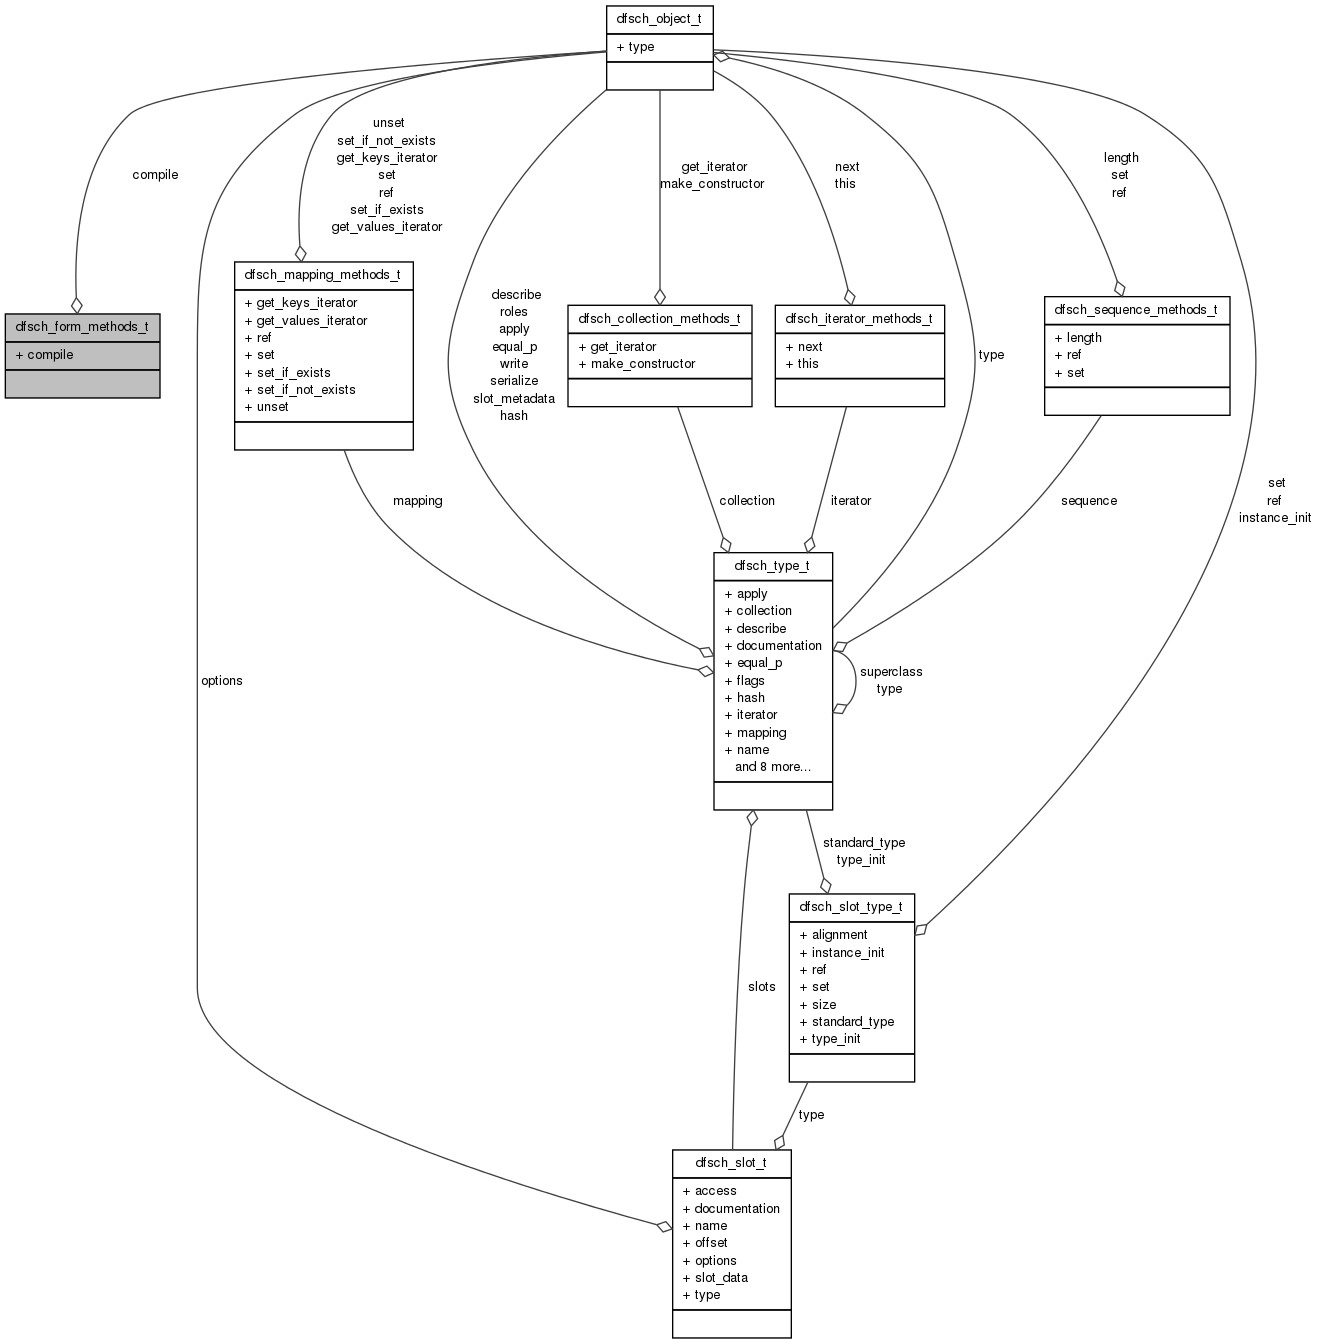 dfsch_object_t
+ type
compile
unset
set_if_not_exists
get_keys_iterator
set
ref
set_if_exists
get_values_iterator
get_iterator
make_constructor
next
this
length
set
ref
dfsch_form_methods_t
+ compile
dfsch_mapping_methods_t
+ get_keys_iterator
+ get_values_iterator
+ ref
+ set
+ set_if_exists
+ set_if_not_exists
+ unset
describe
roles
apply
equal_p
write
serialize
slot_metadata
hash
dfsch_collection_methods_t
+ get_iterator
+ make_constructor
dfsch_iterator_methods_t
+ next
+ this
type
dfsch_sequence_methods_t
+ length
+ ref
+ set
mapping
collection
iterator
sequence
set
ref
instance_init
options
dfsch_type_t
+ apply
+ collection
+ describe
+ documentation
+ equal_p
+ flags
+ hash
+ iterator
+ mapping
+ name
and 8 more...
superclass
type
standard_type
type_init
slots
dfsch_slot_type_t
+ alignment
+ instance_init
+ ref
+ set
+ size
+ standard_type
+ type_init
type
dfsch_slot_t
+ access
+ documentation
+ name
+ offset
+ options
+ slot_data
+ type